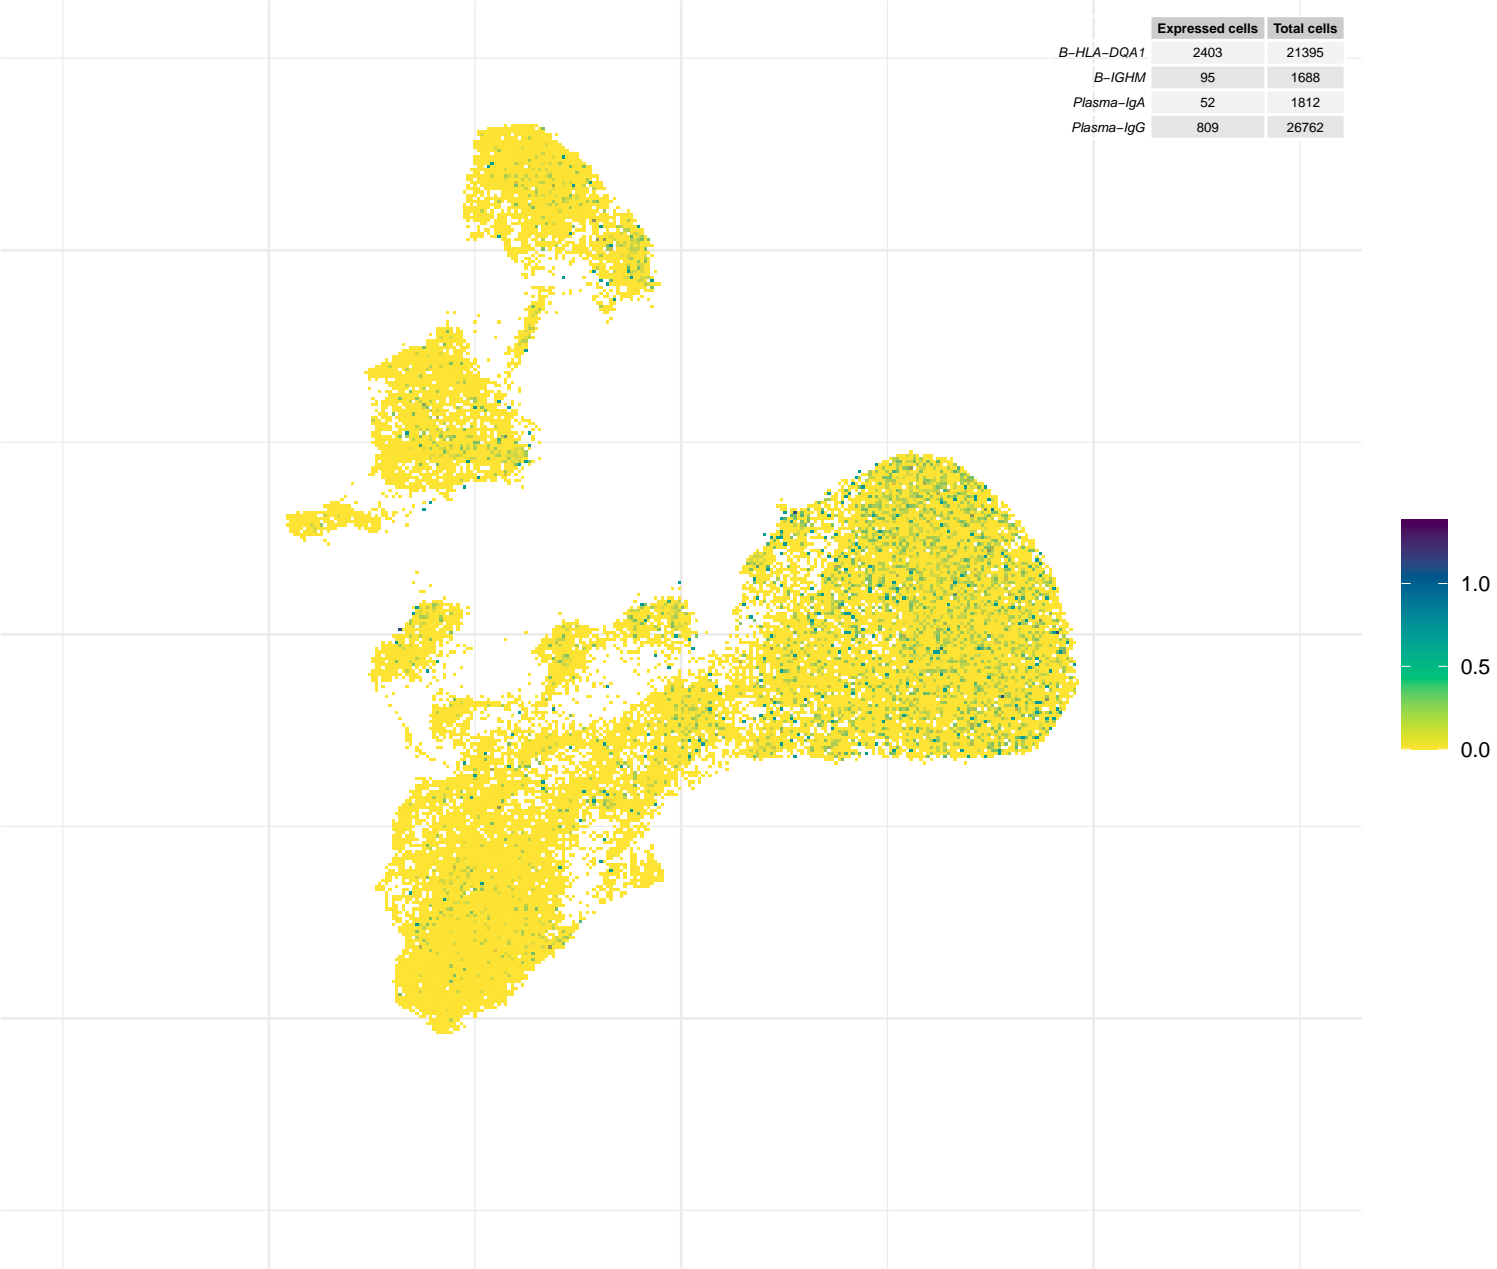 Expressed cells Total cells
B−HLA−DQA1 2403 21395
B−IGHM 95 1688
Plasma−IgA 52 1812
Plasma−IgG 809 26762
1.0
0.5
0.0